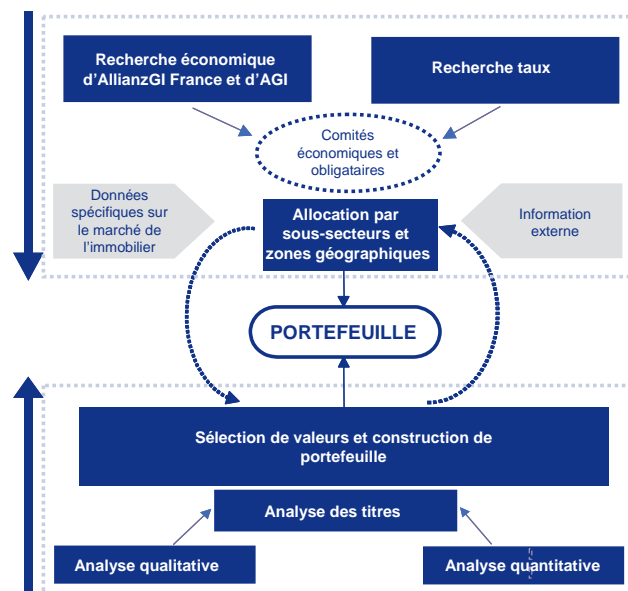 Recherche économique
d'AllianzGI France et d'AGI
Recherche taux
Comités
économiques et
obligataires
Données
spécifiques sur
le marché de
l'immobilier
Allocation par
sous-secteurs et
zones géographiques
Information
externe
PORTEFEUILLE
Sélection de valeurs et construction de
portefeuille
Analyse des titres
Analyse qualitative
Analyse quantitative